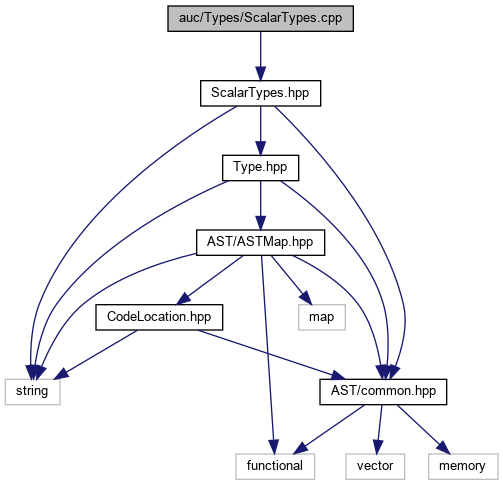 auc/Types/ScalarTypes.cpp
ScalarTypes.hpp
Type.hpp
AST/ASTMap.hpp
CodeLocation.hpp
map
string
AST/common.hpp
functional
vector
memory